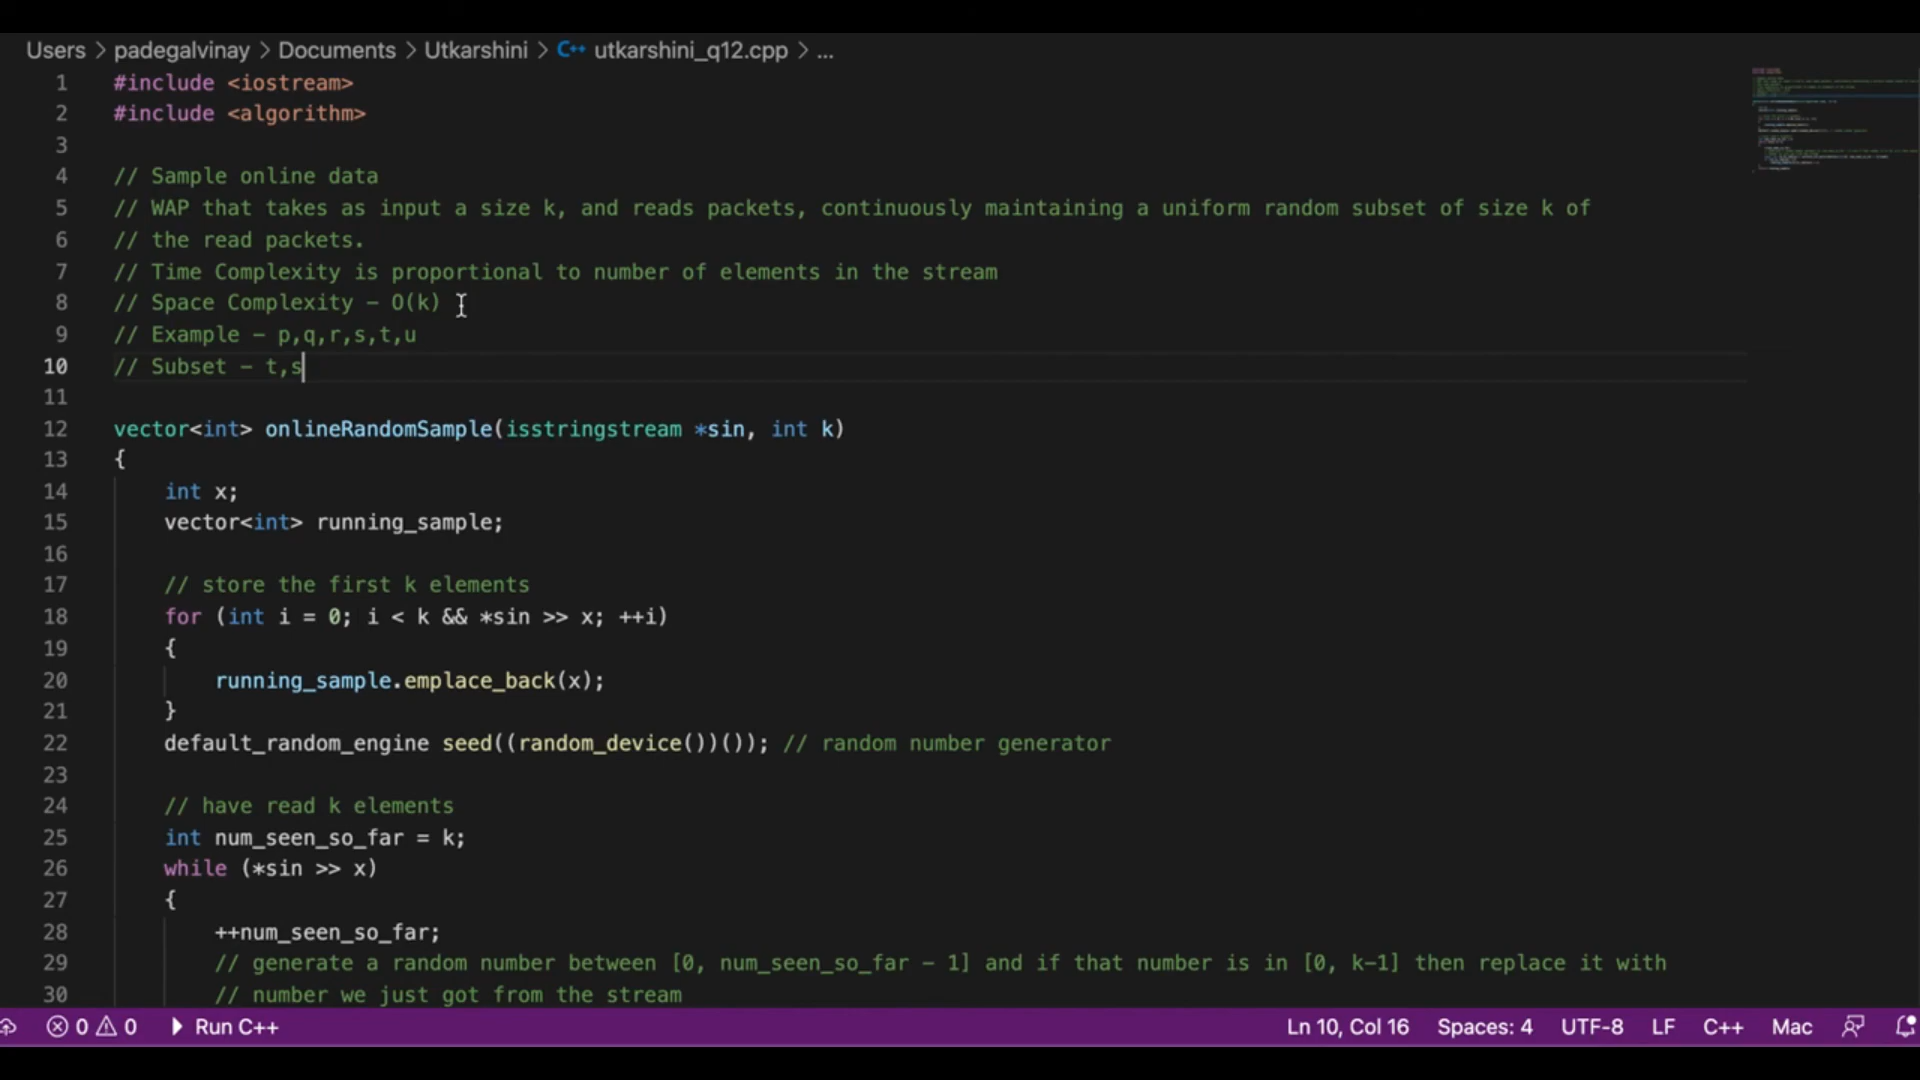 Users > padegalvinay > Documents > Utkarshini > C++ utkarshini_q12.cpp > ...
1 #include <iostream>
2 #include <algorithm>
3
4 // Sample online data
5 // WAP that takes as input a size k, and reads packets, continuously maintaining a uniform random subset of size k of
6 // the read packets.
7 // Time Complexity is proportional to number of elements in the stream
8 // Space Complexity – O(k)
9 // Example – p,q,r,s,t,u
10 // Subset – t,s
11
12 vector<int> onlineRandomSample(isstringstream *sin, int k)
13 {
14 int x;
15 vector<int> running_sample;
16
17 // store the first k elements
18 for (int i = 0; i < k && *sin >> x; ++i)
19 {
20 running_sample.emplace_back(x);
21 }
22 default_random_engine seed((random_device())()); // random number generator
23
24 // have read k elements
25 int num_seen_so_far = k;
26 while (*sin >> x)
27 {
28 ++num_seen_so_far;
29 // generate a random number between [0, num_seen_so_far – 1] and if that number is in [0, k–1] then replace it with
30 // number we just got from the stream
0 0 Run C++ Ln 10, Col 16 Spaces: 4 UTF-8 LF C++ Mac